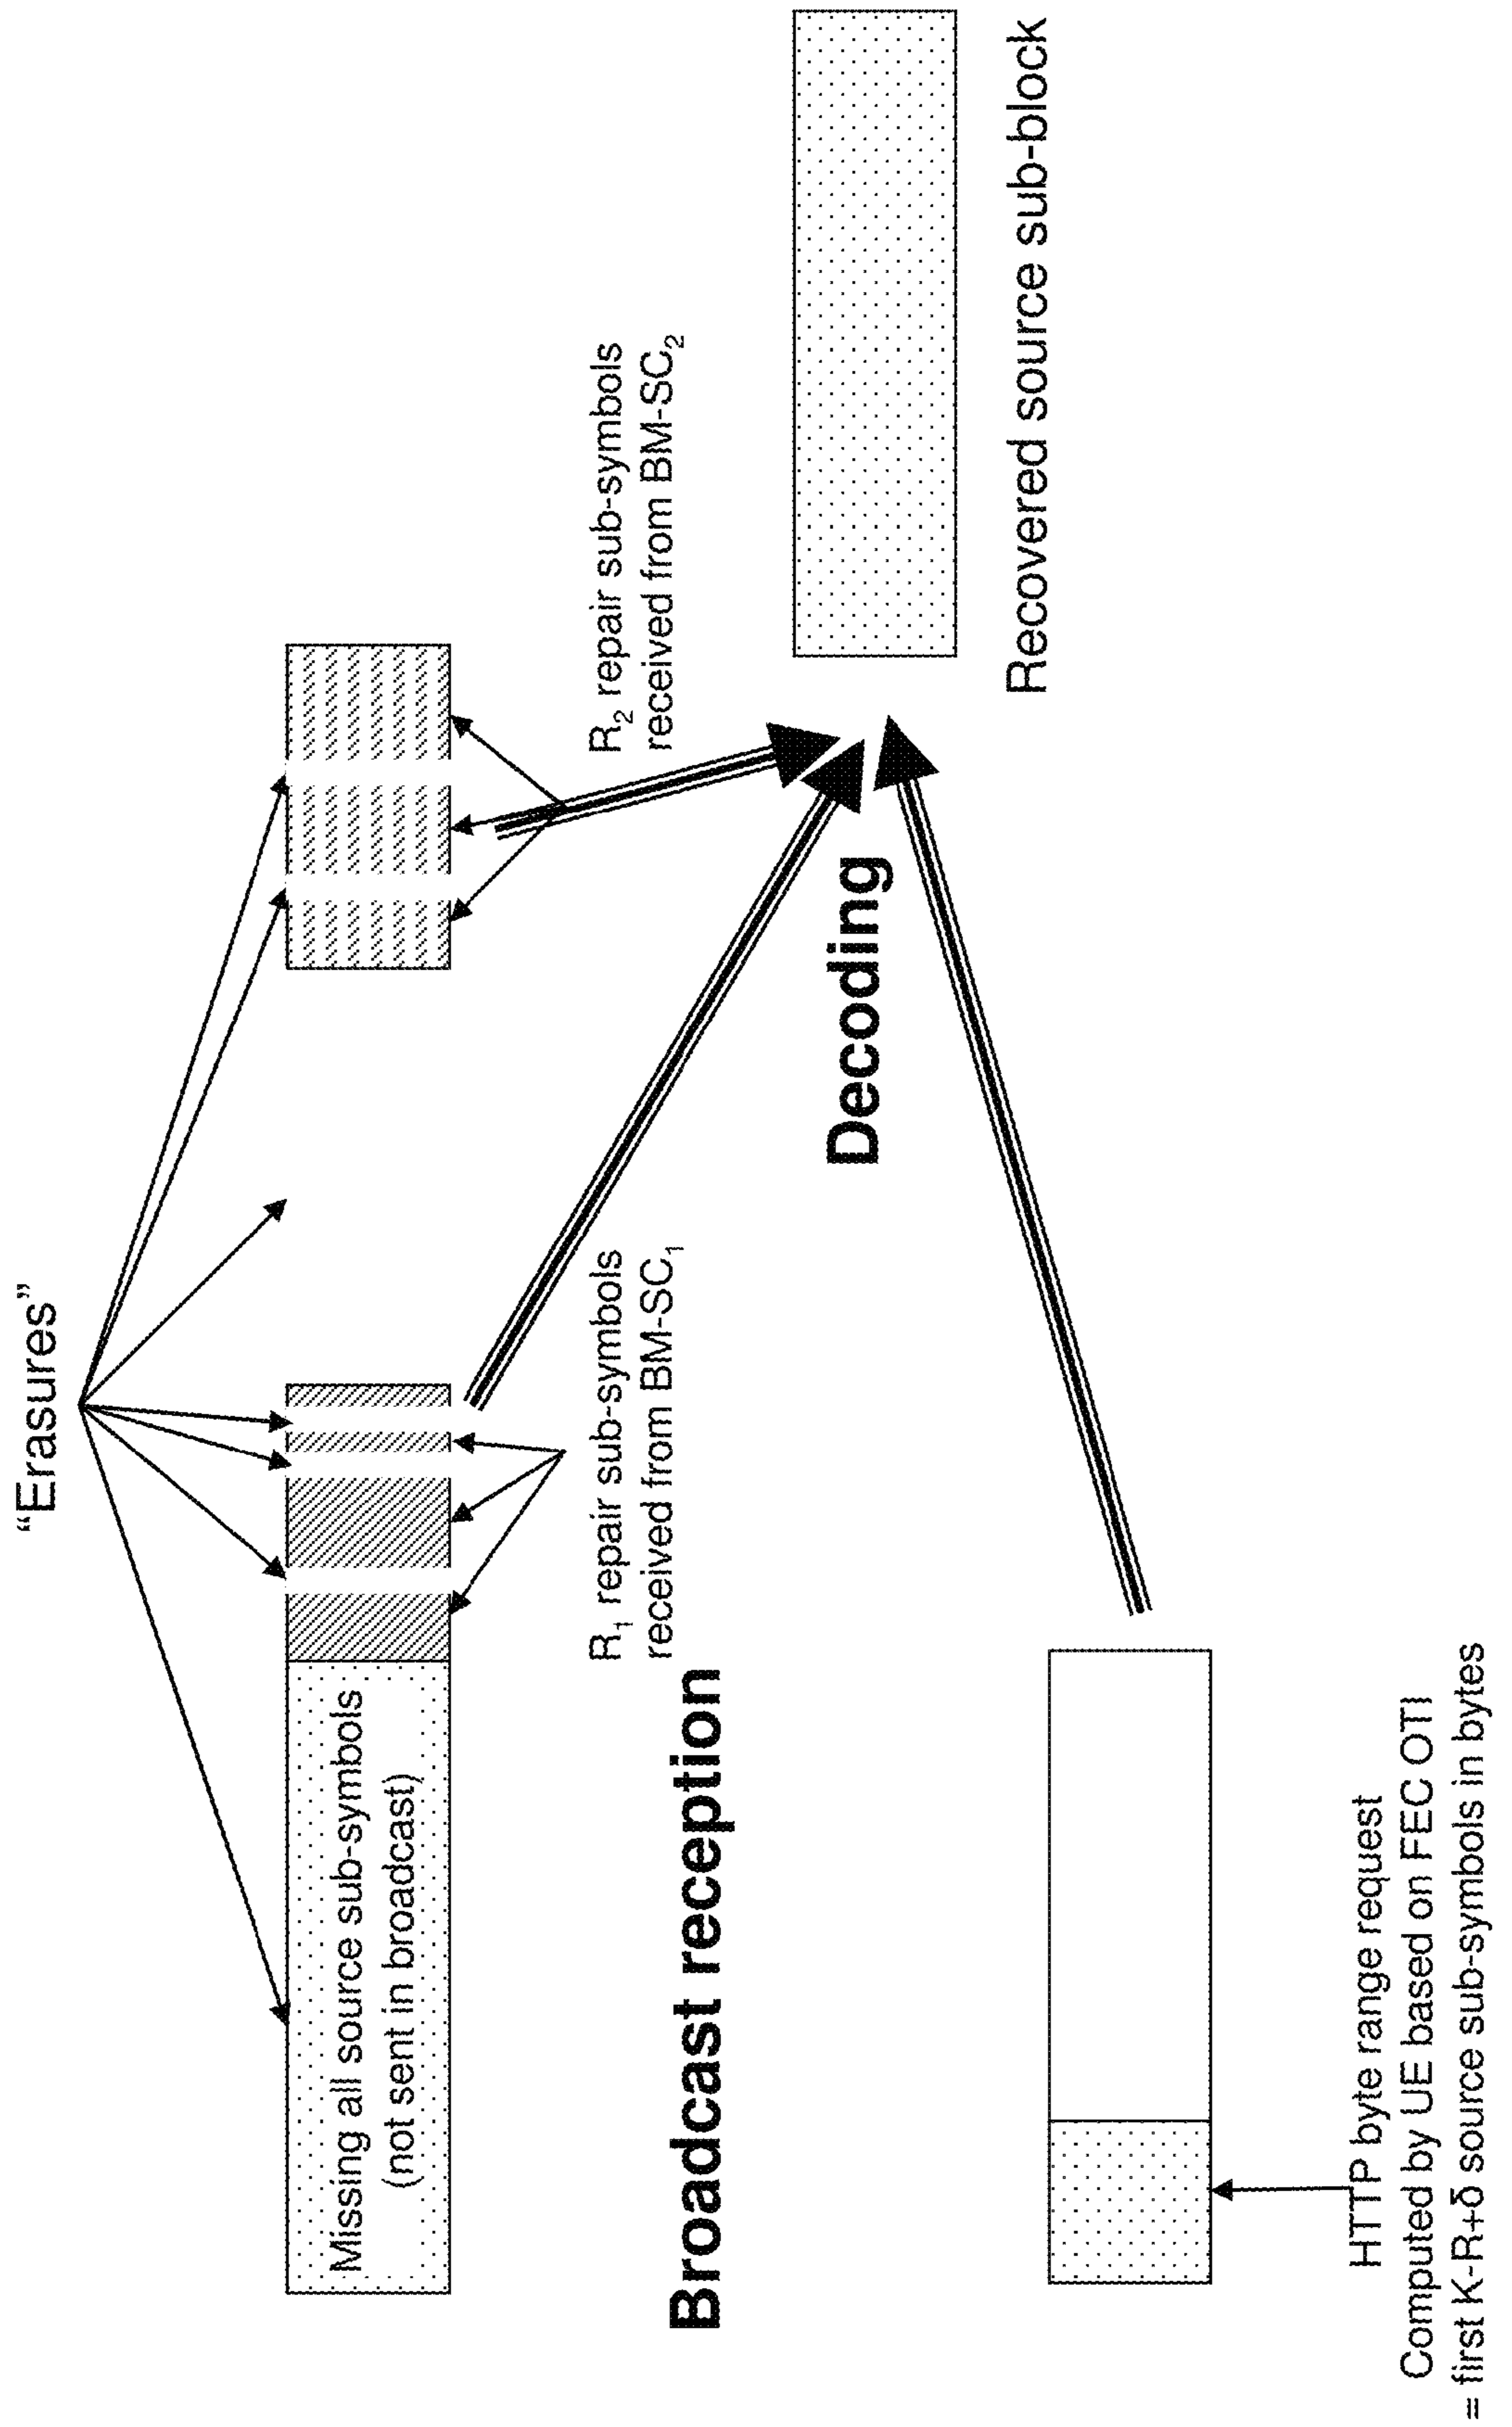 “Erasures”
Missing all source sub-symbols
(not sent in broadcast)
R1 repair sub-symbols
received from BM-SC1
R2 repair sub-symbols
received from BM-SC2
Broadcast reception
Decoding
Recovered source sub-block
HTTP byte range request
Computed by UE based on FEC OTI
= first K-R+δ source sub-symbols in bytes